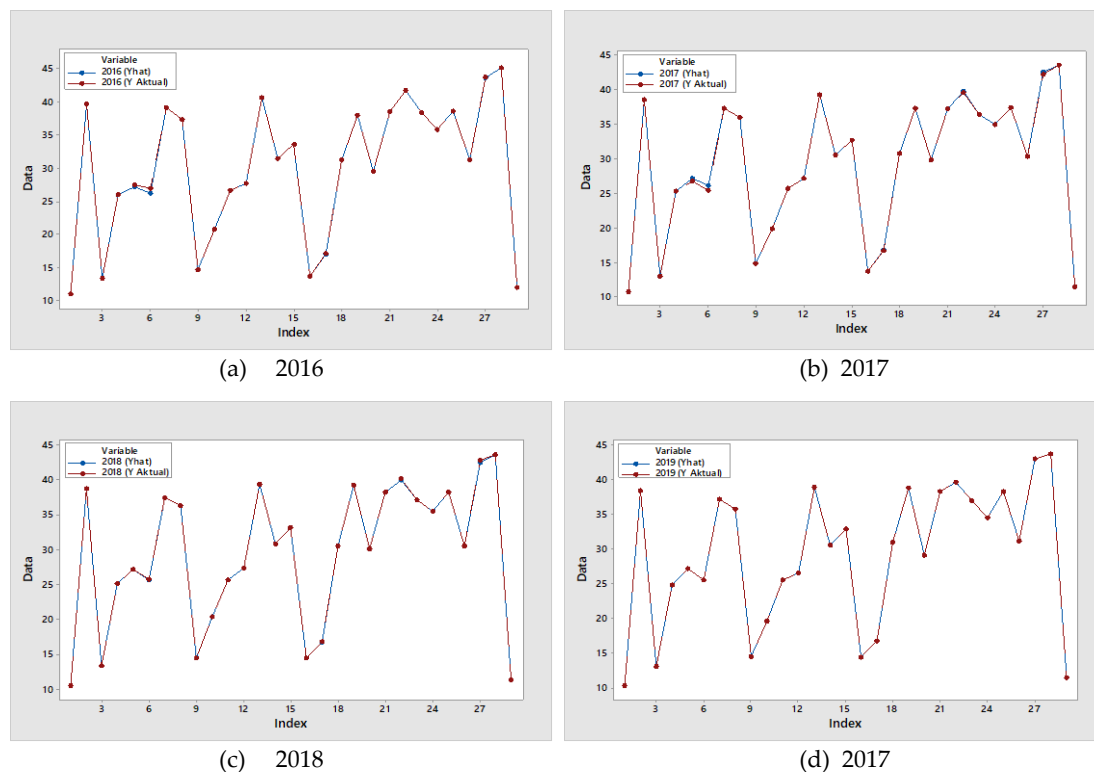 Variable
2016 (Yhat)
2016 (Y Aktual)
45
40
35
30
25
20
15
10
Data
3 6 9 12 15 18 21 24 27
Index
(a) 2016
Variable
2017 (Yhat)
2017 (Y Aktual)
45
40
35
30
25
20
15
10
Data
3 6 9 12 15 18 21 24 27
Index
(b) 2017
Variable
2018 (Yhat)
2018 (Y Aktual)
45
40
35
30
25
20
15
10
Data
3 6 9 12 15 18 21 24 27
Index
(c) 2018
Variable
2019 (Yhat)
2019 (Y Aktual)
45
40
35
30
25
20
15
10
Data
3 6 9 12 15 18 21 24 27
Index
(d) 2017